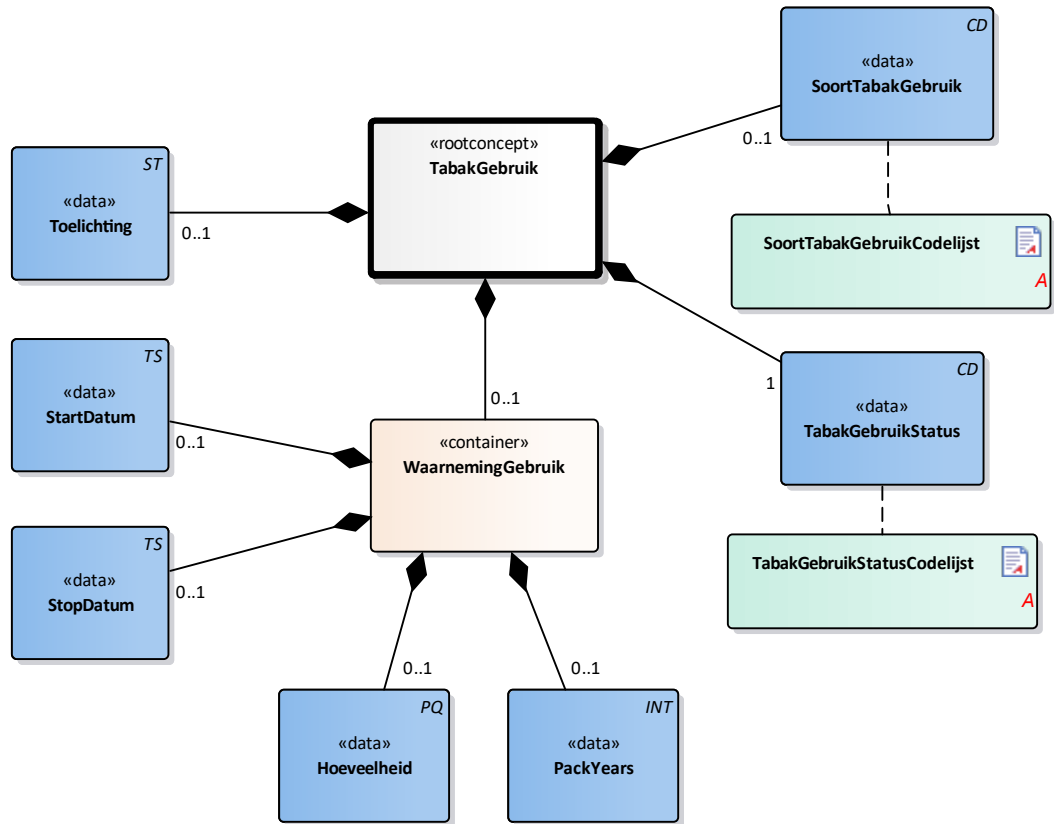 CD
«data»
SoortTabakGebruik
0..1
«rootconcept»
TabakGebruik
ST
«data»
Toelichting
0..1
SoortTabakGebruikCodelijst
A
TS
«data»
StartDatum
0..1
0..1
1
CD
«data»
TabakGebruikStatus
«container»
WaarnemingGebruik
TS
«data»
StopDatum
0..1
TabakGebruikStatusCodelijst
A
0..1
0..1
PQ
«data»
Hoeveelheid
INT
«data»
PackYears